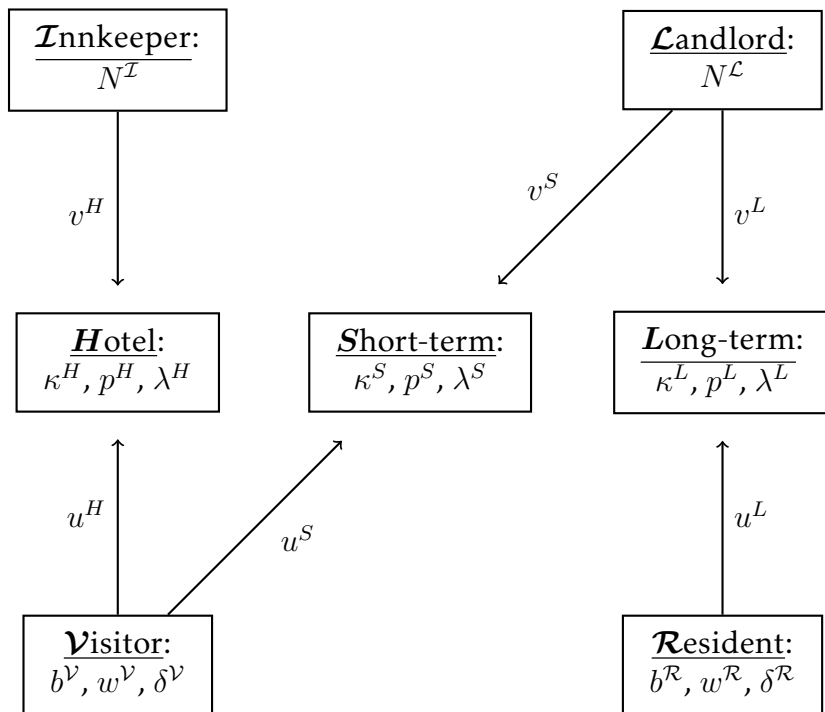 𝓘nnkeeper:
N^ℐ
𝓛andlord:
N^ℒ
v^H
v^S
v^L
Hotel:
κ^H, p^H, λ^H
Short-term:
κ^S, p^S, λ^S
Long-term:
κ^L, p^L, λ^L
u^H
u^S
u^L
𝓥isitor:
b^𝒱, w^𝒱, δ^𝒱
𝓡esident:
b^ℛ, w^ℛ, δ^ℛ